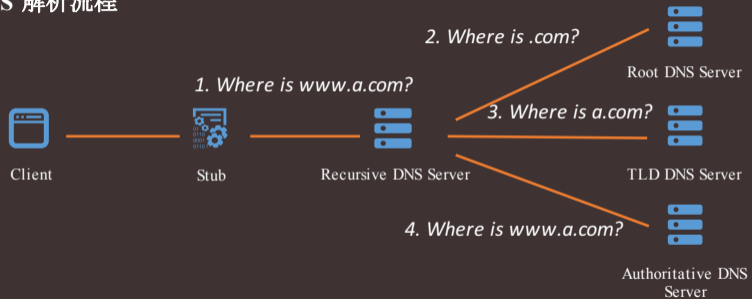 S 解析流程
2. Where is .com?
Root DNS Server
1. Where is www.a.com?
3. Where is a.com?
Client
Stub
Recursive DNS Server
TLD DNS Server
4. Where is www.a.com?
Authoritative DNS
Server